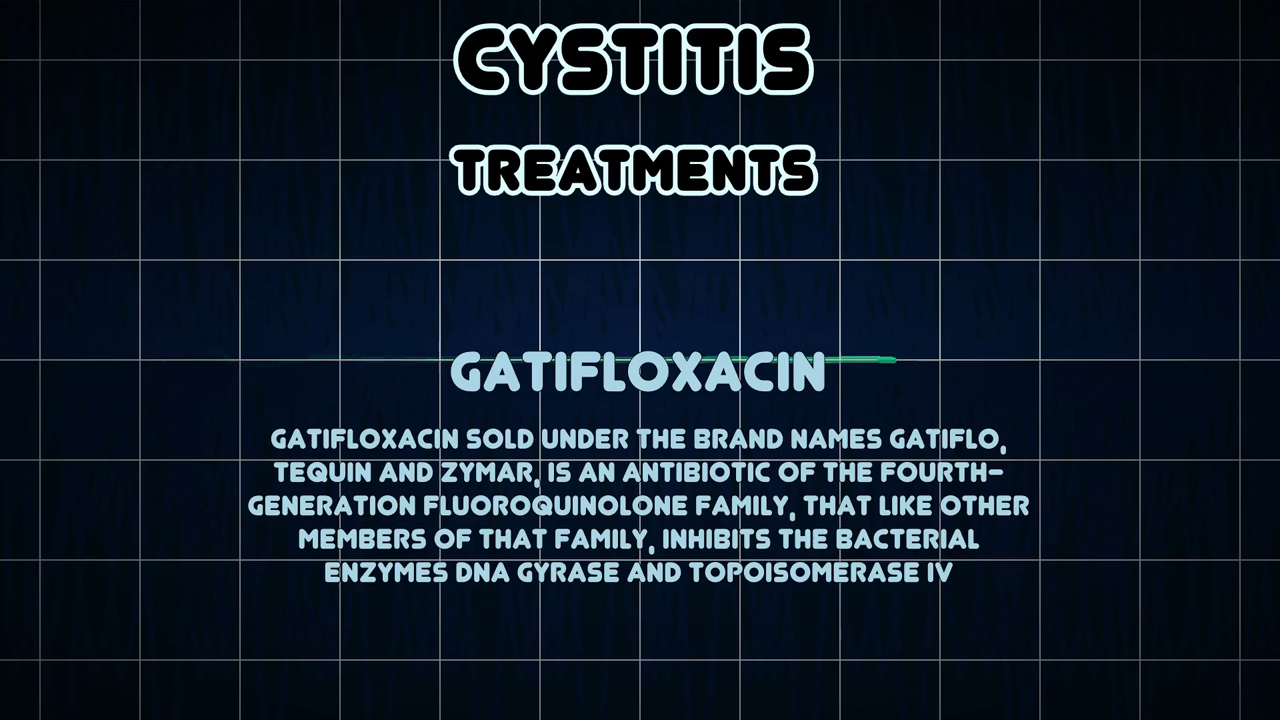 CYSTITIS
TREATMENTS
GATIFLOXACIN
GATIFLOXACIN SOLD UNDER THE BRAND NAMES GATIFLO,
TEQUIN AND ZYMAR, IS AN ANTIBIOTIC OF THE FOURTH-
GENERATION FLUOROQUINOLONE FAMILY, THAT LIKE OTHER
MEMBERS OF THAT FAMILY, INHIBITS THE BACTERIAL
ENZYMES DNA GYRASE AND TOPOISOMERASE IV